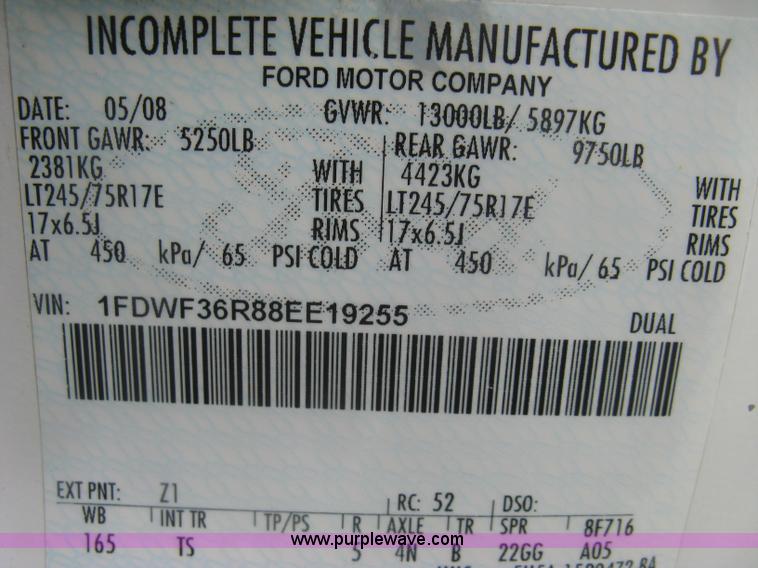 INCOMPLETE VEHICLE MANUFACTURED BY
FORD MOTOR COMPANY
DATE: 05/08 GVWR: 13000LB/ 5897KG
FRONT GAWR: 5250LB REAR GAWR: 9750LB
2381KG WITH 4423KG WITH
LT245/75R17E TIRES LT245/75R17E TIRES
17x6.5J RIMS 17x6.5J RIMS
AT 450 kPa/ 65 PSI COLD AT 450 kPa/ 65 PSI COLD
VIN: 1FDWF36R88EE19255 DUAL
EXT PNT: Z1 RC: 52 DSO:
WB INT TR TP/PS R AXLE TR SPR 8F716
www.purplewave.com
165 TS 5 4N B 22GG A05